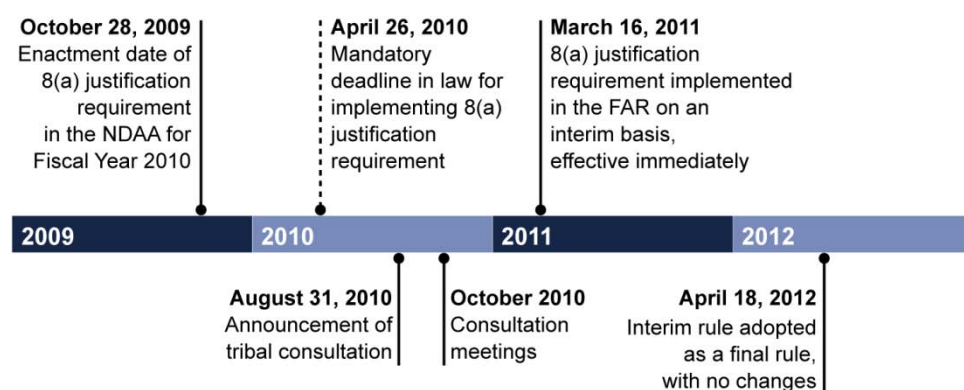 October 28, 2009
Enactment date of
8(a) justification
requirement
in the NDAA for
Fiscal Year 2010
April 26, 2010
Mandatory
deadline in law for
implementing 8(a)
justification
requirement
March 16, 2011
8(a) justification
requirement implemented
in the FAR on an
interim basis,
effective immediately
2009
2010
2011
2012
August 31, 2010
Announcement of
tribal consultation
October 2010
Consultation
meetings
April 18, 2012
Interim rule adopted
as a final rule,
with no changes